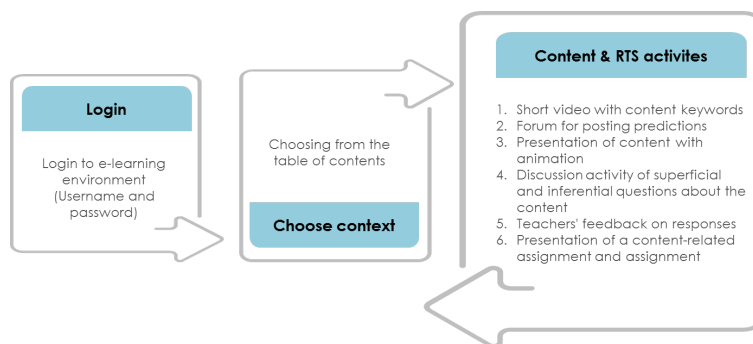 Login
Login to e-learning
environment
(Username and
password)
Choosing from the
table of contents
Choose context
Content & RTS activites
1. Short video with content keywords
2. Forum for posting predictions
3. Presentation of content with
animation
4. Discussion activity of superficial
and inferential questions about the
content
5. Teachers' feedback on responses
6. Presentation of a content-related
assignment and assignment